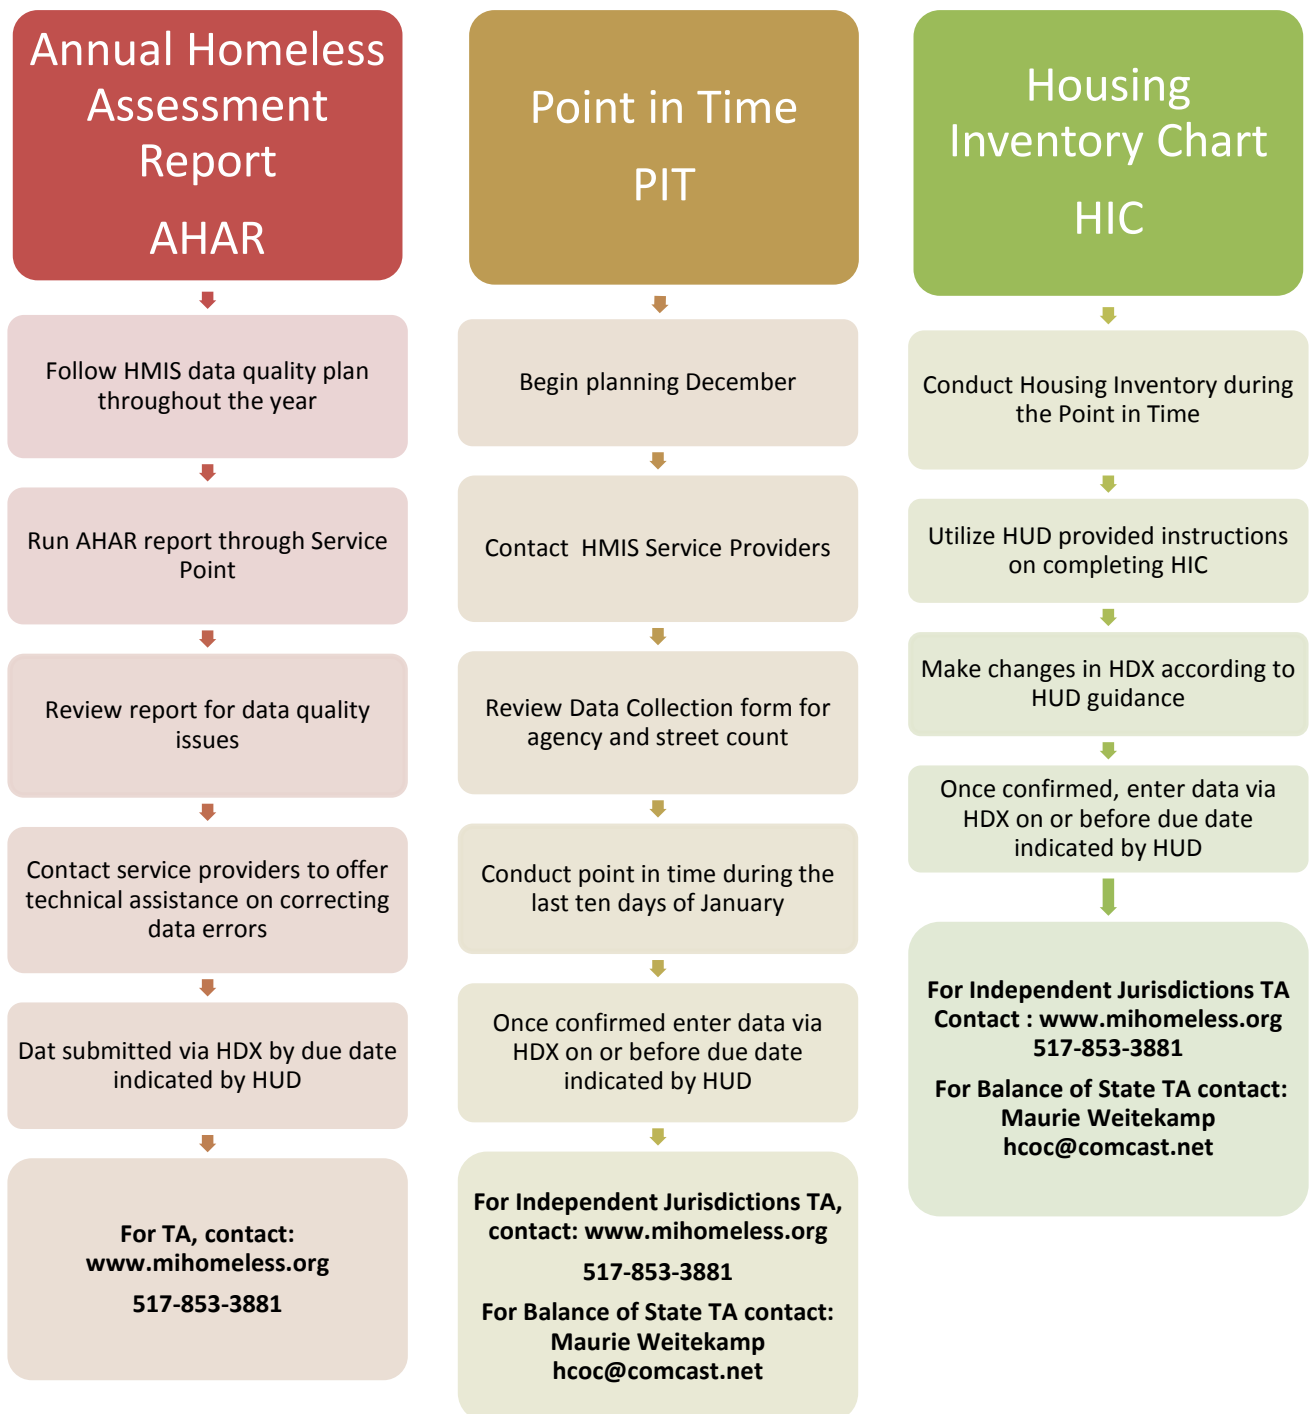 Annual Homeless
Assessment
Report
AHAR
Follow HMIS data quality plan
throughout the year
Run AHAR report through Service
Point
Review report for data quality
issues
Contact service providers to offer
technical assistance on correcting
data errors
Dat submitted via HDX by due date
indicated by HUD
For TA, contact:
www.mihomeless.org
517-853-3881
Point in Time
PIT
Begin planning December
Contact HMIS Service Providers
Review Data Collection form for
agency and street count
Conduct point in time during the
last ten days of January
Once confirmed enter data via
HDX on or before due date
indicated by HUD
For Independent Jurisdictions TA,
contact: www.mihomeless.org
517-853-3881
For Balance of State TA contact:
Maurie Weitekamp
hcoc@comcast.net
Housing
Inventory Chart
HIC
Conduct Housing Inventory during
the Point in Time
Utilize HUD provided instructions
on completing HIC
Make changes in HDX according to
HUD guidance
Once confirmed, enter data via
HDX on or before due date
indicated by HUD
For Independent Jurisdictions TA
Contact : www.mihomeless.org
517-853-3881
For Balance of State TA contact:
Maurie Weitekamp
hcoc@comcast.net